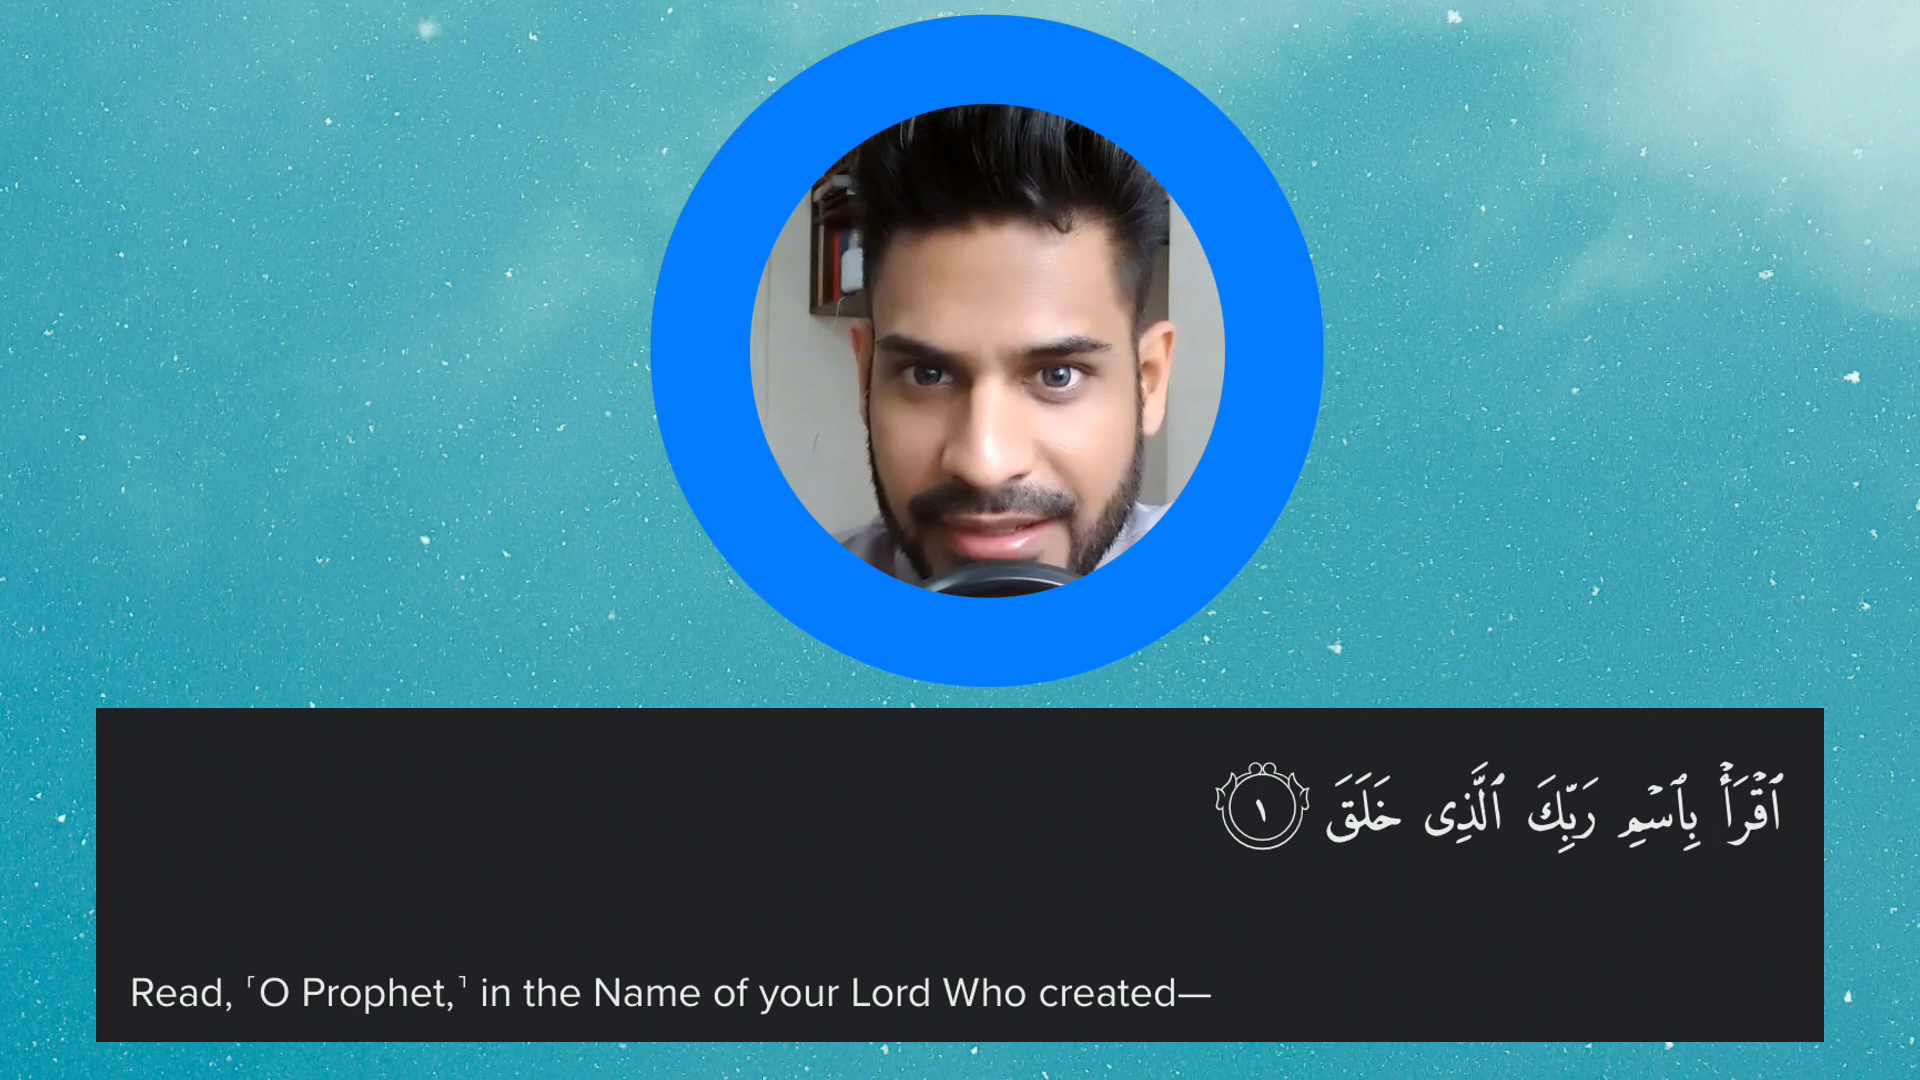 ٱقۡرَأۡ بِٱسۡمِ رَبِّكَ ٱلَّذِى خَلَقَ ١
Read, ˹O Prophet,˺ in the Name of your Lord Who created—